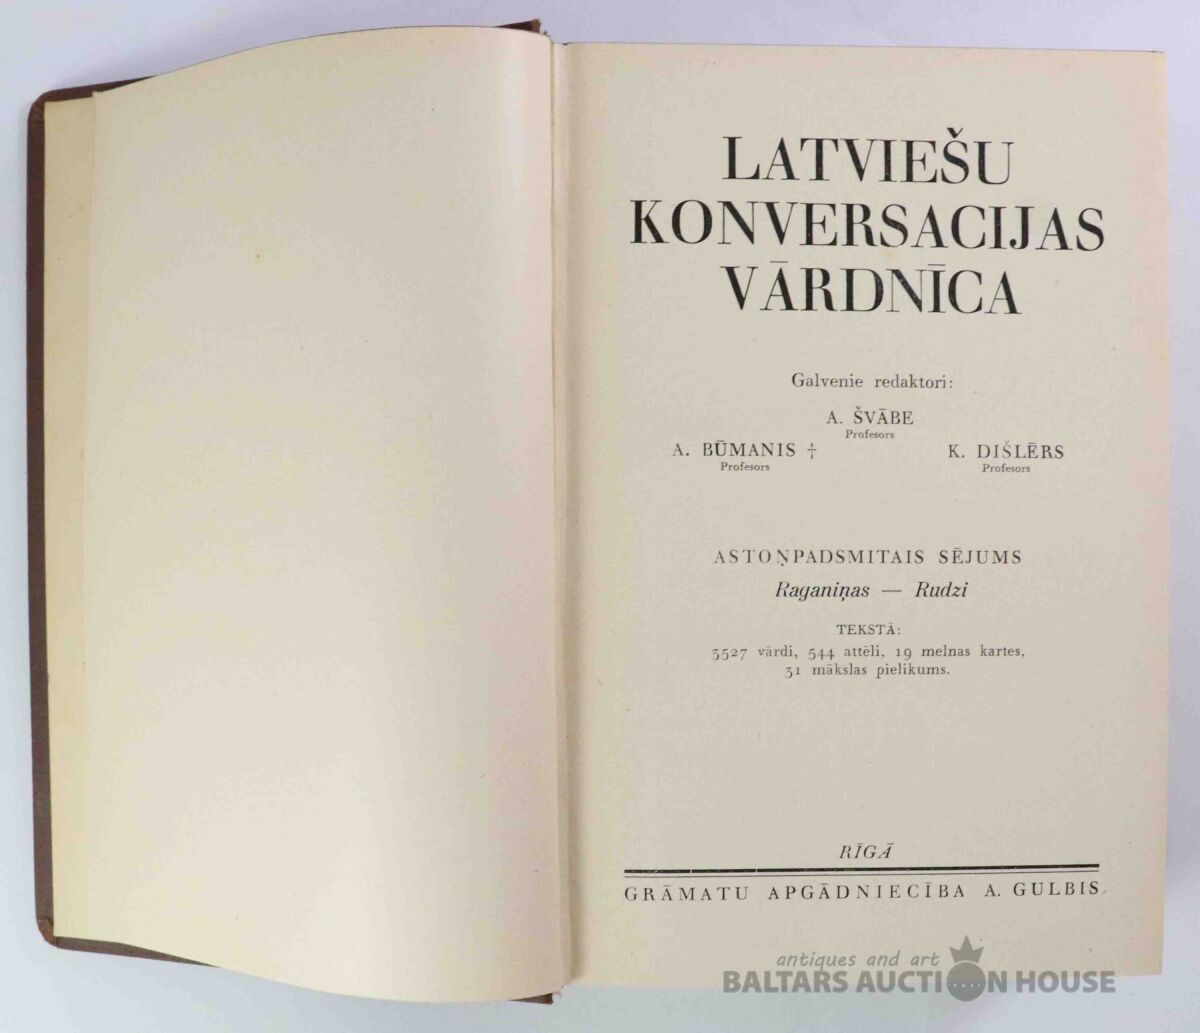 LATVIEŠU
KONVERSACIJAS
VĀRDNĪCA
Galvenie redaktori:
A. ŠVĀBE
Profesors
A. BŪMANIS † K. DIŠLĒRS
Profesors Profesors
ASTOŅPADSMITAIS SĒJUMS
Raganiņas — Rudzi
TEKSTĀ:
3527 vārdi, 544 attēli, 19 melnas kartes,
31 mākslas pielikums.
RĪGĀ
GRĀMATU APGĀDNIECĪBA A. GULBIS
antiques and art
BALTARS AUCTION HOUSE